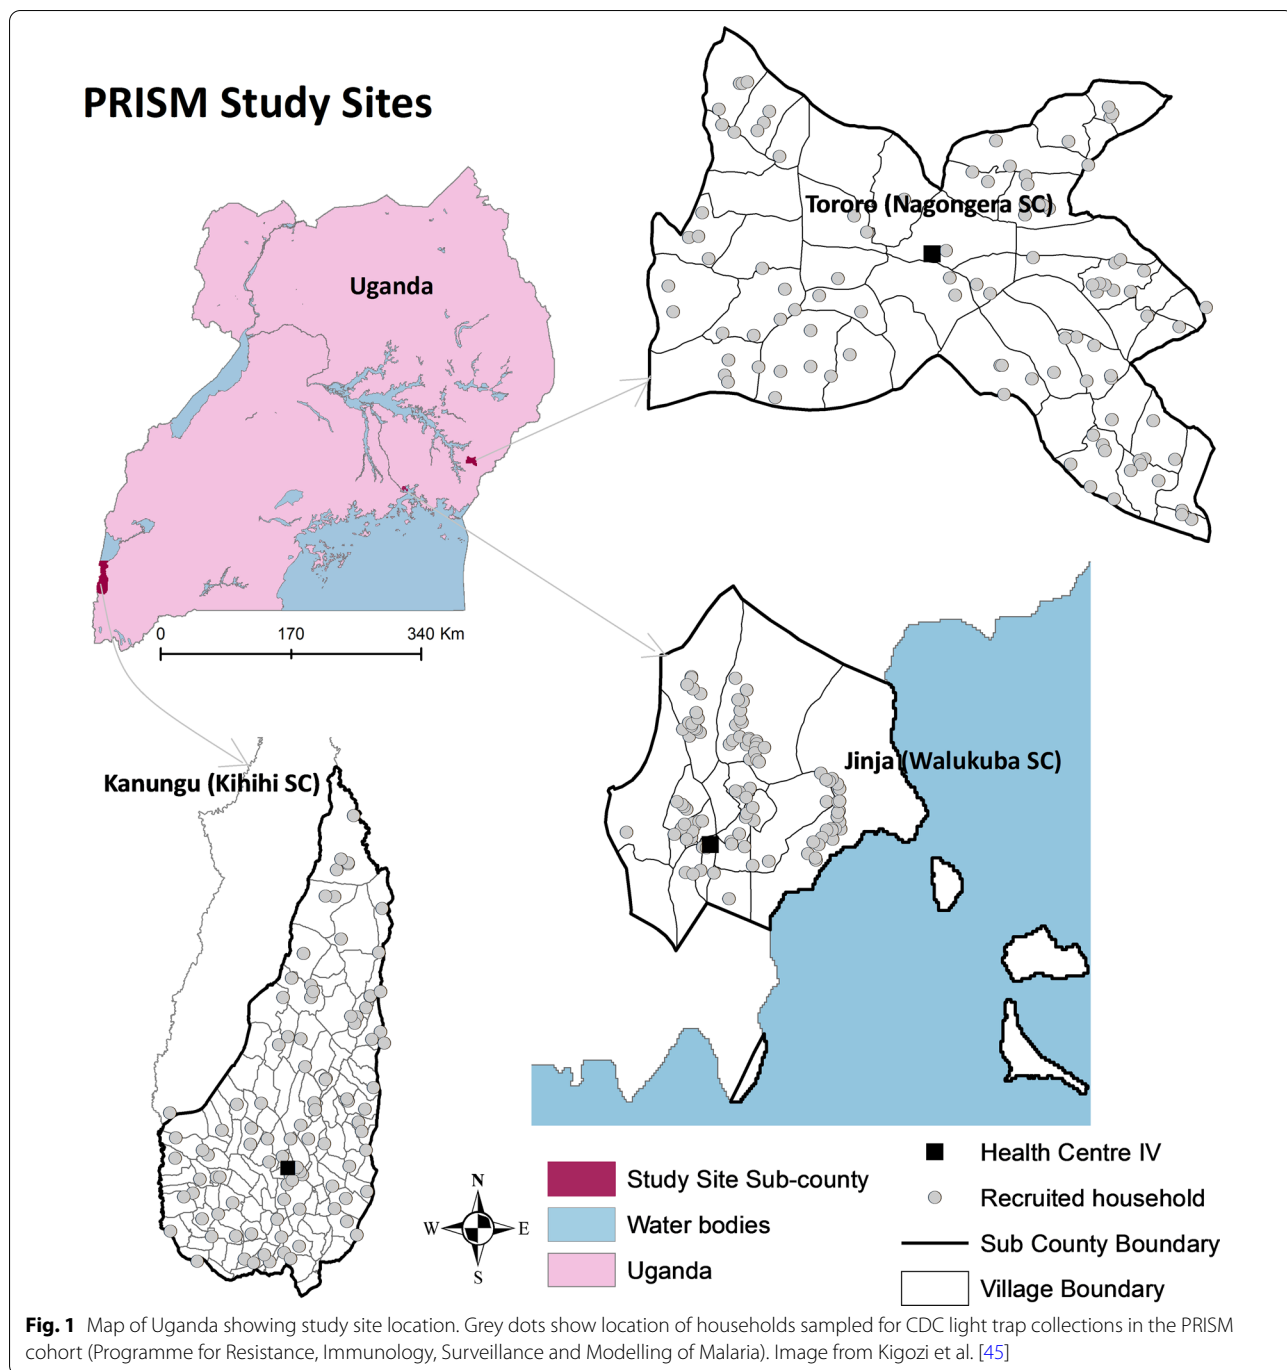 PRISM Study Sites
Uganda
Tororo (Nagongera SC)
0 170 340 Km
Kanungu (Kihihi SC)
Jinja (Walukuba SC)
N
W E
S
Study Site Sub-county
Water bodies
Uganda
Health Centre IV
Recruited household
Sub County Boundary
Village Boundary
Fig. 1 Map of Uganda showing study site location. Grey dots show location of households sampled for CDC light trap collections in the PRISM
cohort (Programme for Resistance, Immunology, Surveillance and Modelling of Malaria). Image from Kigozi et al. [45]